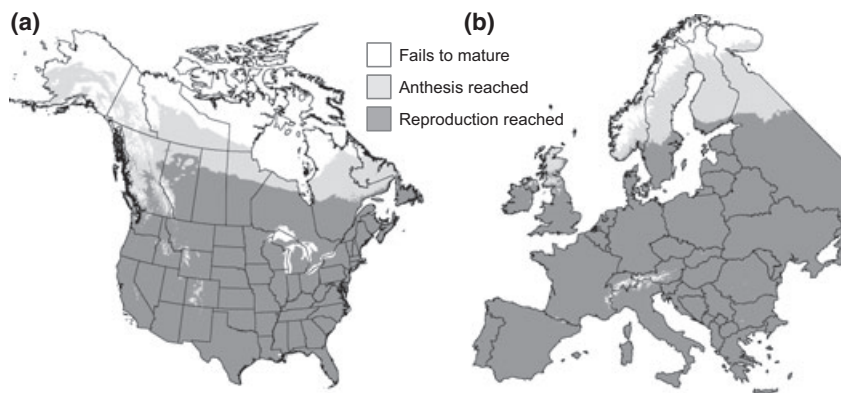 (a)
(b)
Fails to mature
Anthesis reached
Reproduction reached